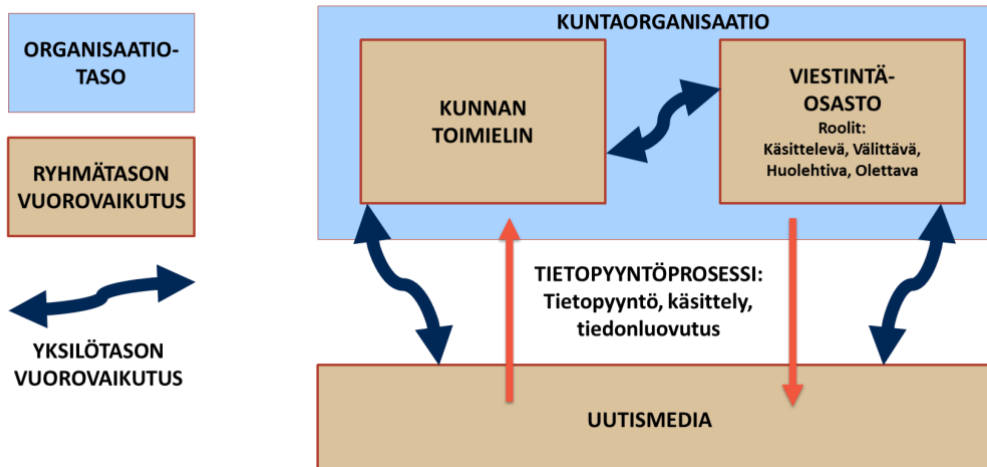 ORGANISAATIO-
TASO
RYHMÄTASON
VUOROVAIKUTUS
YKSILÖTASON
VUOROVAIKUTUS
KUNTAORGANISAATIO
KUNNAN
TOIMIELIN
VIESTINTÄ-
OSASTO
Roolit:
Käsittelevä, Välittävä,
Huolehtiva, Olettava
TIETOPYYNTÖPROSESSI:
Tietopyyntö, käsittely,
tiedonluovutus
UUTISMEDIA